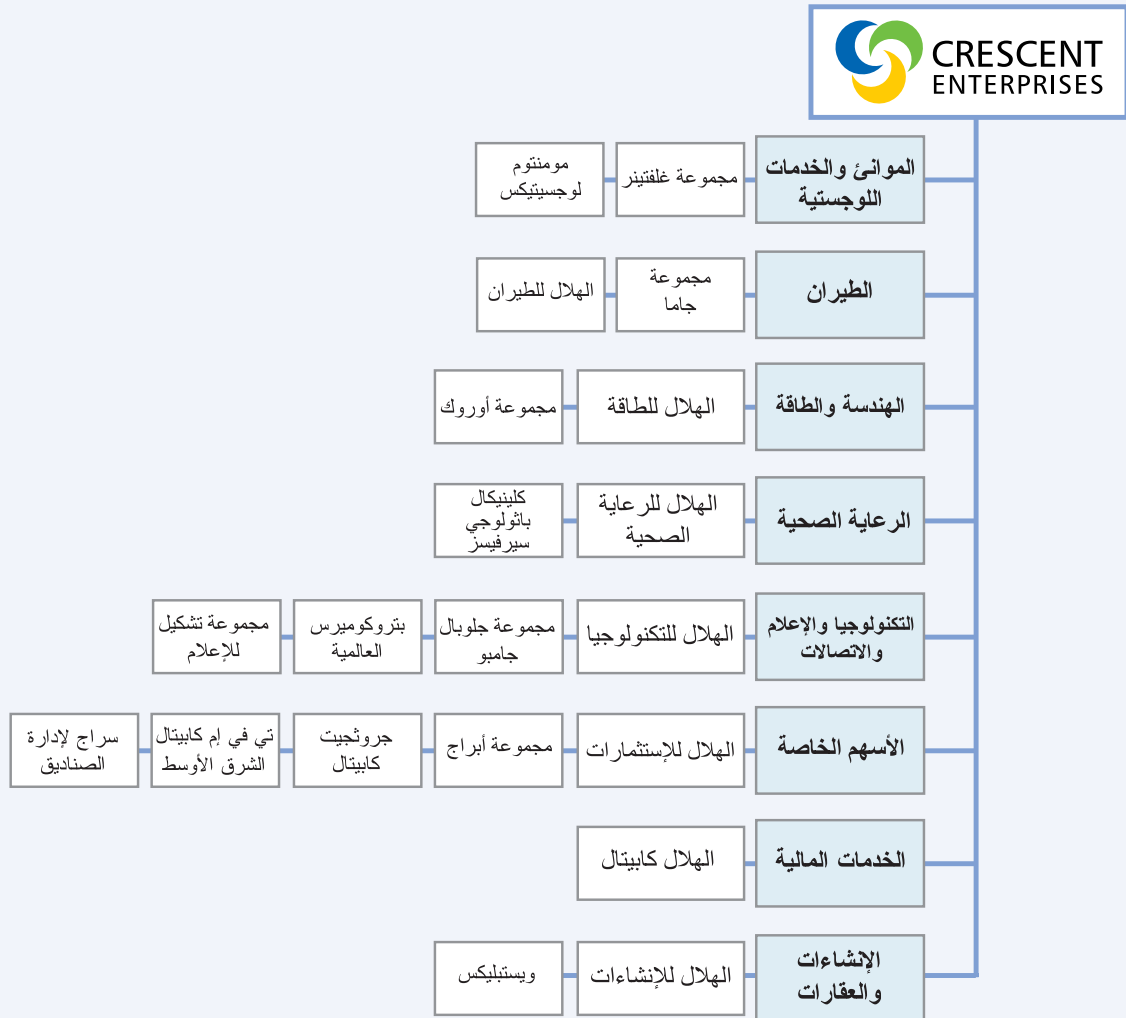 CRESCENT
ENTERPRISES
الموانئ والخدمات
اللوجستية
مجموعة غلفتينر
مومنتوم
لوجسيتيكس
الطيران
مجموعة
جاما
الهلال للطيران
الهندسة والطاقة
الهلال للطاقة
مجموعة أوروك
الرعاية الصحية
الهلال للرعاية
الصحية
كلينيكال
باثولوجي
سيرفيسز
التكنولوجيا والإعلام
والاتصالات
الهلال للتكنولوجيا
مجموعة جلوبال
جامبو
بتروكوميرس
العالمية
مجموعة تشكيل
للإعلام
الأسهم الخاصة
الهلال للإستثمارات
مجموعة أبراج
جروثجيت
كابيتال
تي في إم كابيتال
الشرق الأوسط
سراج لإدارة
الصناديق
الخدمات المالية
الهلال كابيتال
الإنشاءات
والعقارات
الهلال للإنشاءات
ويستبليكس